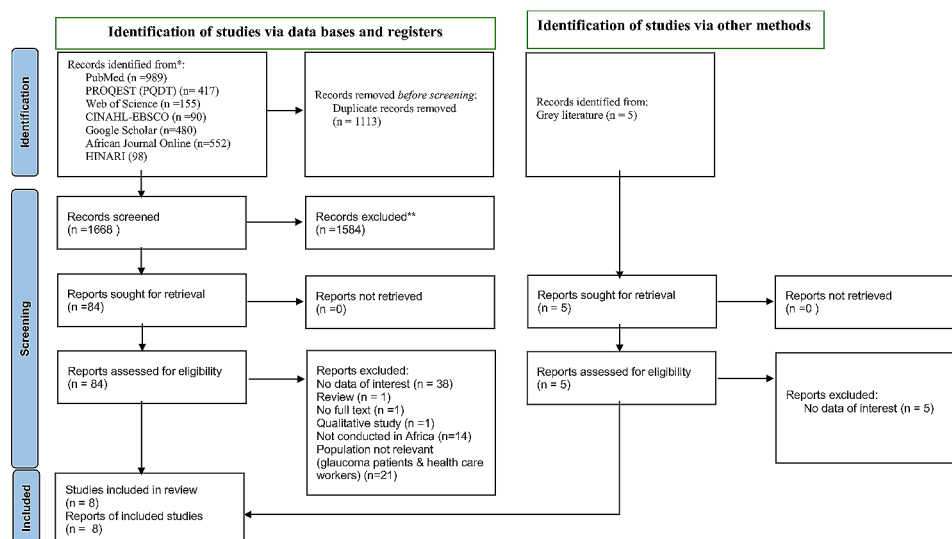 Identification of studies via data bases and registers
Identification of studies via other methods
Identification
Records identified from*:
PubMed (n =989)
PROQEST (PQDT) (n= 417)
Web of Science (n =155)
CINAHL-EBSCO (n =90)
Google Scholar (n=480)
African Journal Online (n=552)
HINARI (98)
Records removed before screening:
Duplicate records removed
(n = 1113)
Records identified from:
Grey literature (n = 5)
Screening
Records screened
(n =1668 )
Records excluded**
(n =1584)
Reports sought for retrieval
(n =84)
Reports not retrieved
(n =0)
Reports sought for retrieval
(n = 5)
Reports not retrieved
(n =0 )
Reports assessed for eligibility
(n = 84)
Reports excluded:
No data of interest (n = 38)
Review (n = 1)
No full text (n =1)
Qualitative study (n =1)
Not conducted in Africa (n=14)
Population not relevant
(glaucoma patients & health care
workers) (n=21)
Reports assessed for eligibility
(n = 5)
Reports excluded:
No data of interest (n = 5)
Included
Studies included in review
(n = 8)
Reports of included studies
(n = 8)